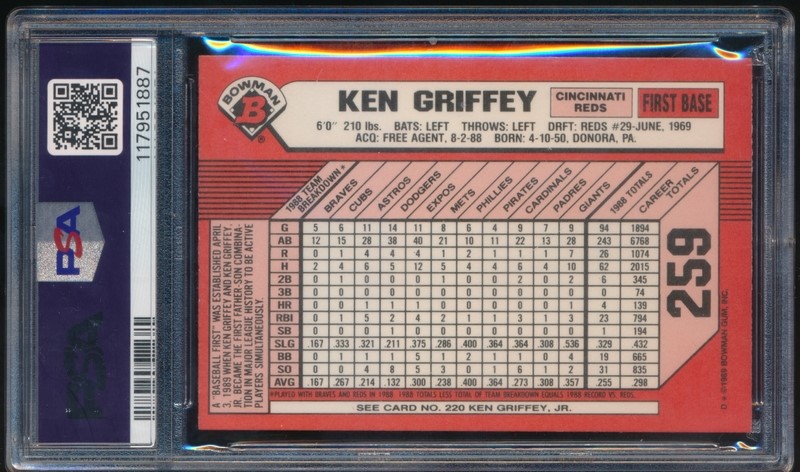 PSA
117951887
PSA
BOWMAN
B
®
KEN GRIFFEY
CINCINNATI
REDS
FIRST BASE
6'0" 210 lbs. BATS: LEFT THROWS: LEFT DRFT: REDS #29-JUNE, 1969
ACQ: FREE AGENT, 8-2-88 BORN: 4-10-50, DONORA, PA.
1988 TEAM BREAKDOWN* BRAVES CUBS ASTROS DODGERS EXPOS METS PHILLIES PIRATES CARDINALS PADRES GIANTS 1988 TOTALS CAREER TOTALS
G 5 6 11 14 11 8 6 4 9 7 9 94 1894
AB 12 15 28 38 40 21 10 11 22 13 28 243 6768
R 0 1 4 4 4 1 2 1 1 1 7 26 1074
H 2 4 6 5 12 5 4 4 6 4 10 62 2015
2B 0 1 1 0 0 1 0 0 2 0 2 6 345
3B 0 0 0 0 0 0 0 0 0 0 0 0 74
HR 0 0 1 1 1 0 0 0 0 0 1 4 139
RBI 0 1 5 2 4 2 1 1 3 1 3 23 794
SB 0 0 0 0 0 0 0 0 1 0 0 1 194
SLG .167 .333 .321 .211 .375 .286 .400 .364 .364 .308 .536 .329 .432
BB 0 1 1 2 5 1 2 1 1 0 4 19 665
SO 0 0 4 8 4 3 0 1 6 1 2 31 835
AVG .167 .267 .214 .132 .300 .238 .400 .364 .273 .308 .357 .255 .298
*PLAYED WITH BRAVES AND REDS IN 1988. 1988 TOTALS LESS TOTAL OF TEAM BREAKDOWN EQUALS 1988 RECORD VS. REDS.
SEE CARD NO. 220 KEN GRIFFEY, JR.
A "BASEBALL FIRST" WAS ESTABLISHED APRIL
3, 1989 WHEN KEN GRIFFEY AND KEN GRIFFEY,
JR. BECAME THE FIRST FATHER-SON COMBINA-
TION IN MAJOR LEAGUE HISTORY TO BE ACTIVE
PLAYERS SIMULTANEOUSLY.
259
D * ©1989 BOWMAN GUM, INC.